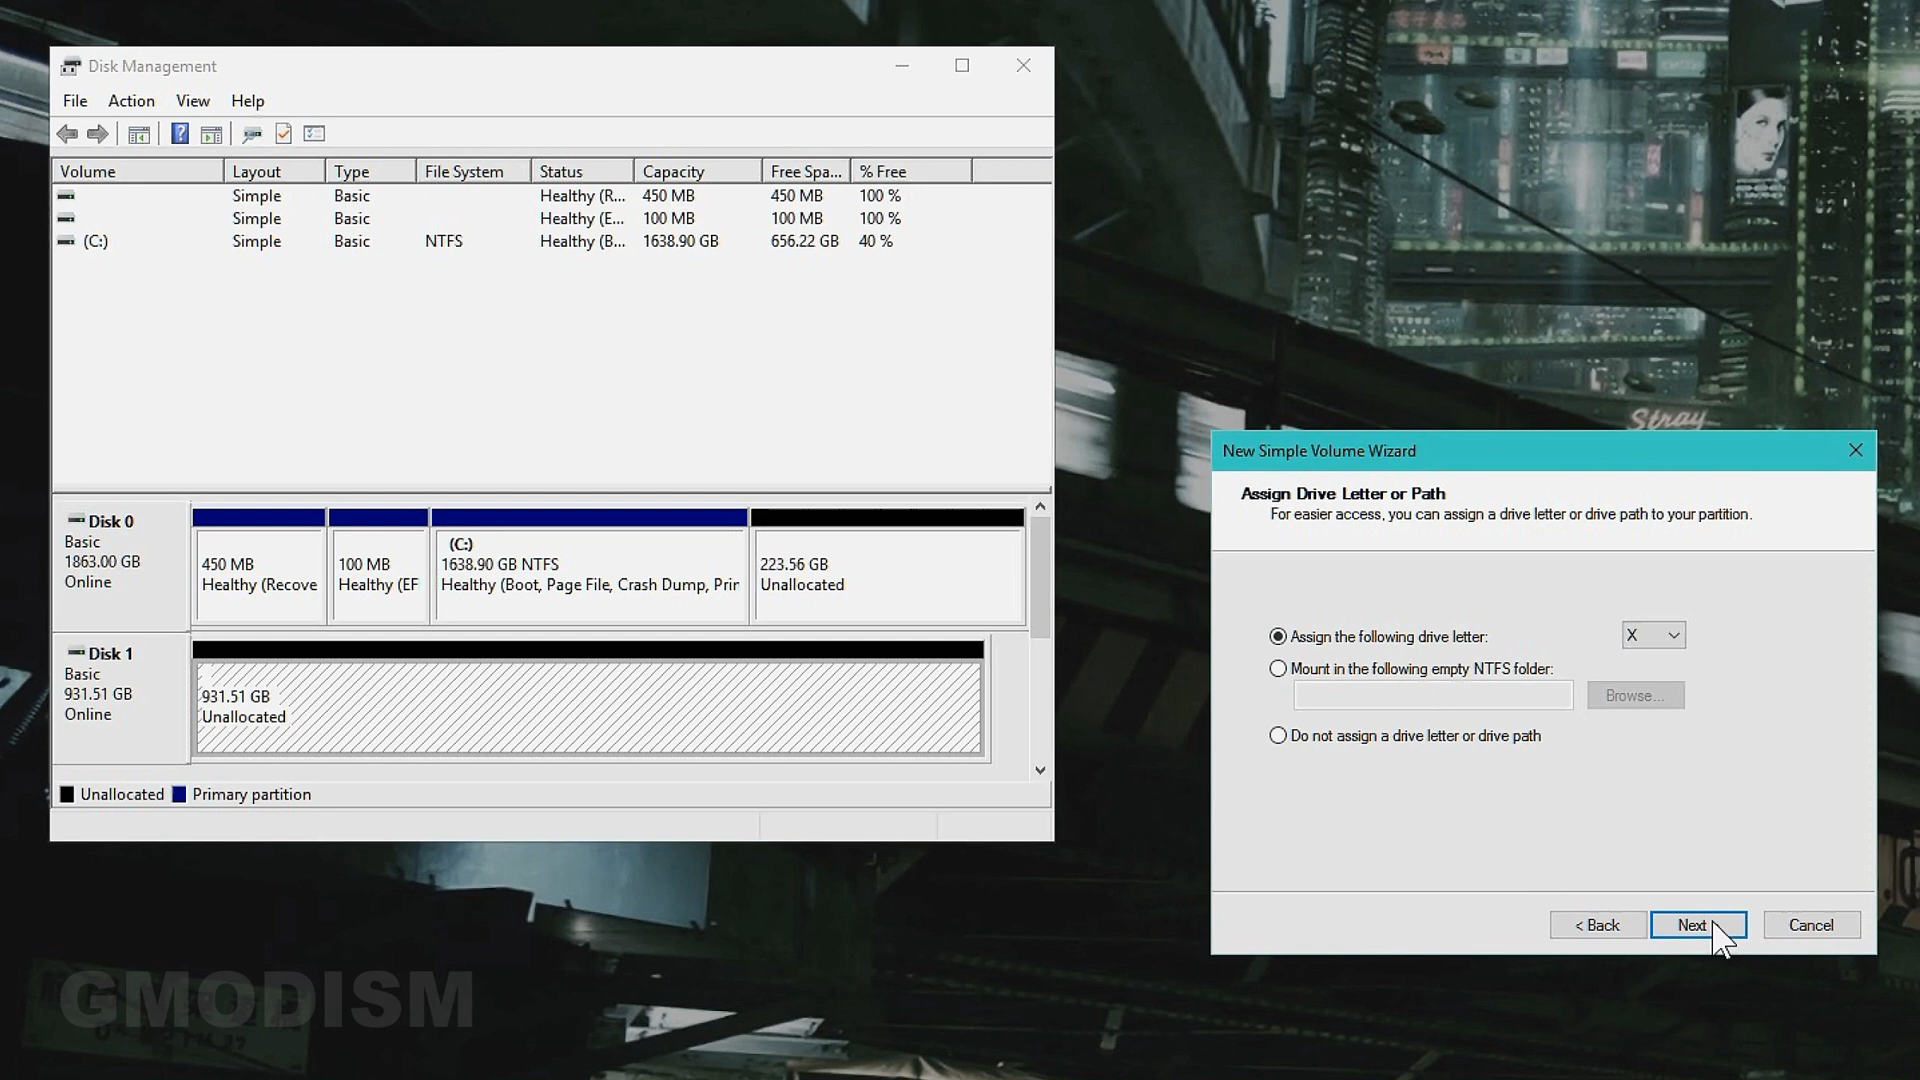 Disk Management
File Action View Help
Volume Layout Type File System Status Capacity Free Spa... % Free
Simple Basic Healthy (R... 450 MB 450 MB 100 %
Simple Basic Healthy (E... 100 MB 100 MB 100 %
(C:) Simple Basic NTFS Healthy (B... 1638.90 GB 656.22 GB 40 %
Disk 0
Basic
1863.00 GB
Online
450 MB
Healthy (Recove
100 MB
Healthy (EF
(C:)
1638.90 GB NTFS
Healthy (Boot, Page File, Crash Dump, Prir
223.56 GB
Unallocated
Disk 1
Basic
931.51 GB
Online
931.51 GB
Unallocated
Unallocated Primary partition
Stray
New Simple Volume Wizard
Assign Drive Letter or Path
For easier access, you can assign a drive letter or drive path to your partition.
Assign the following drive letter: X
Mount in the following empty NTFS folder:
Browse...
Do not assign a drive letter or drive path
< Back Next Cancel
GMODISM